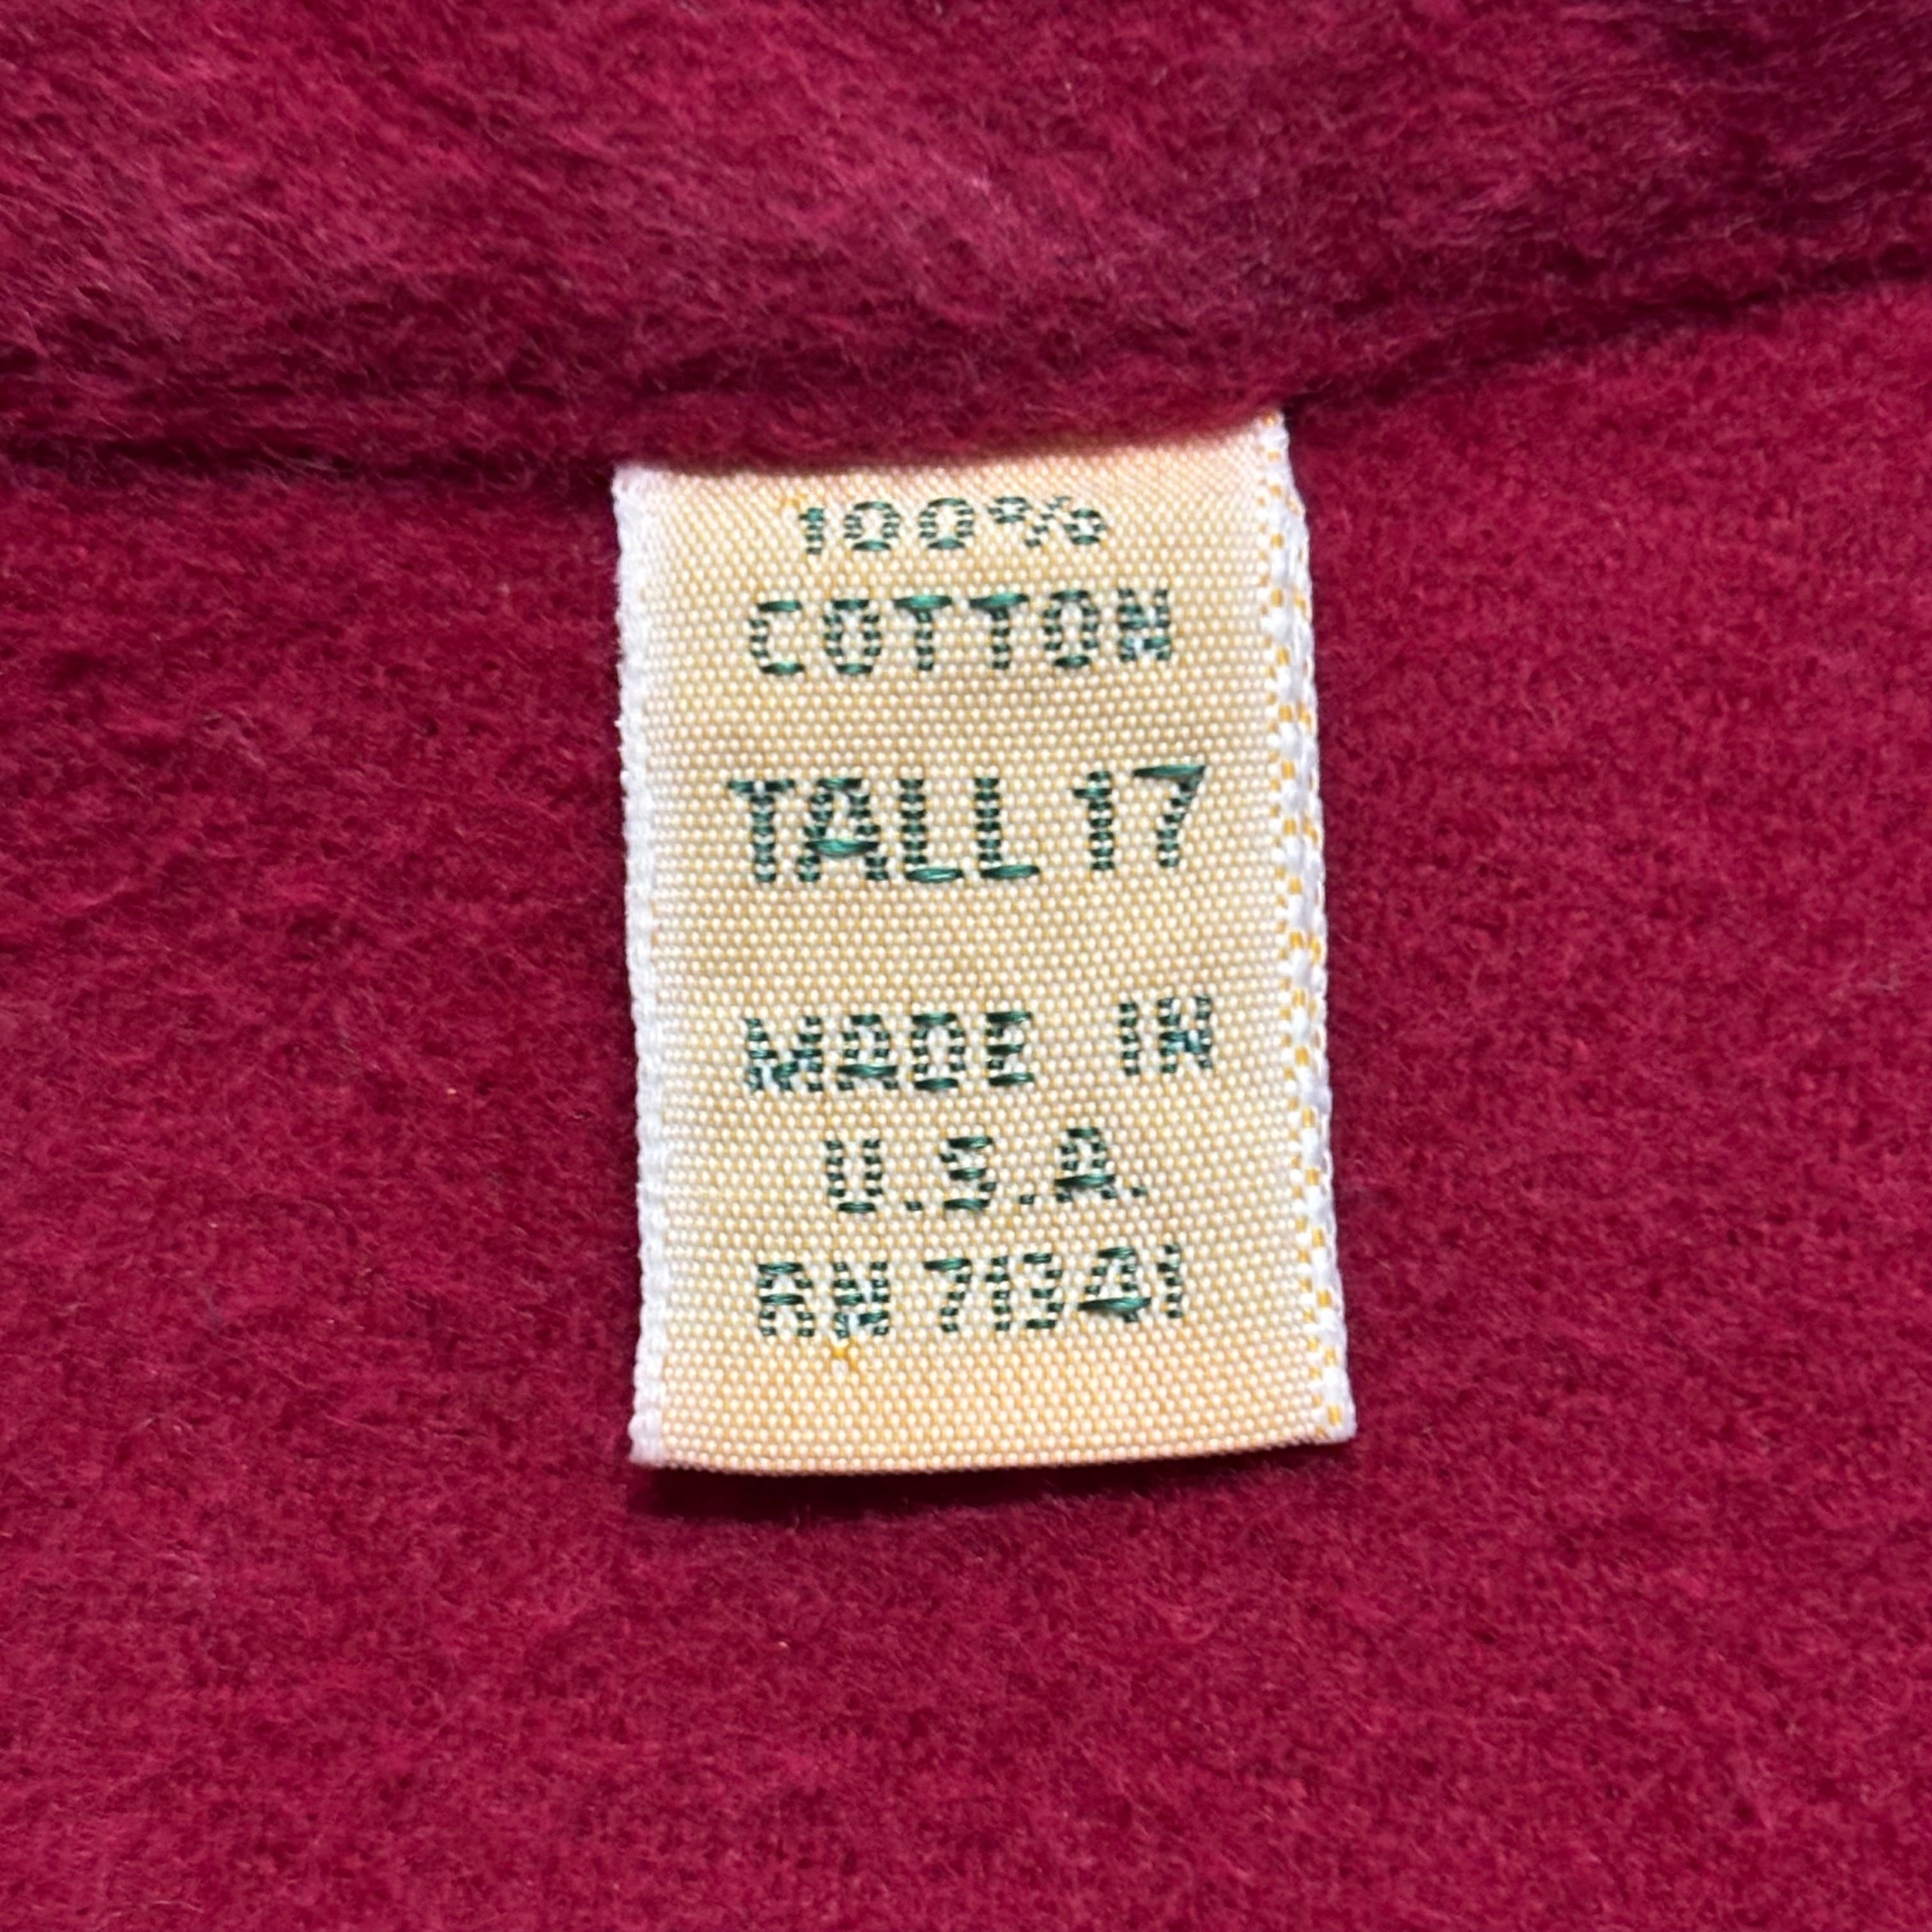 100%
COTTON
TALL 17
MADE IN
U.S.A.
RN 71341